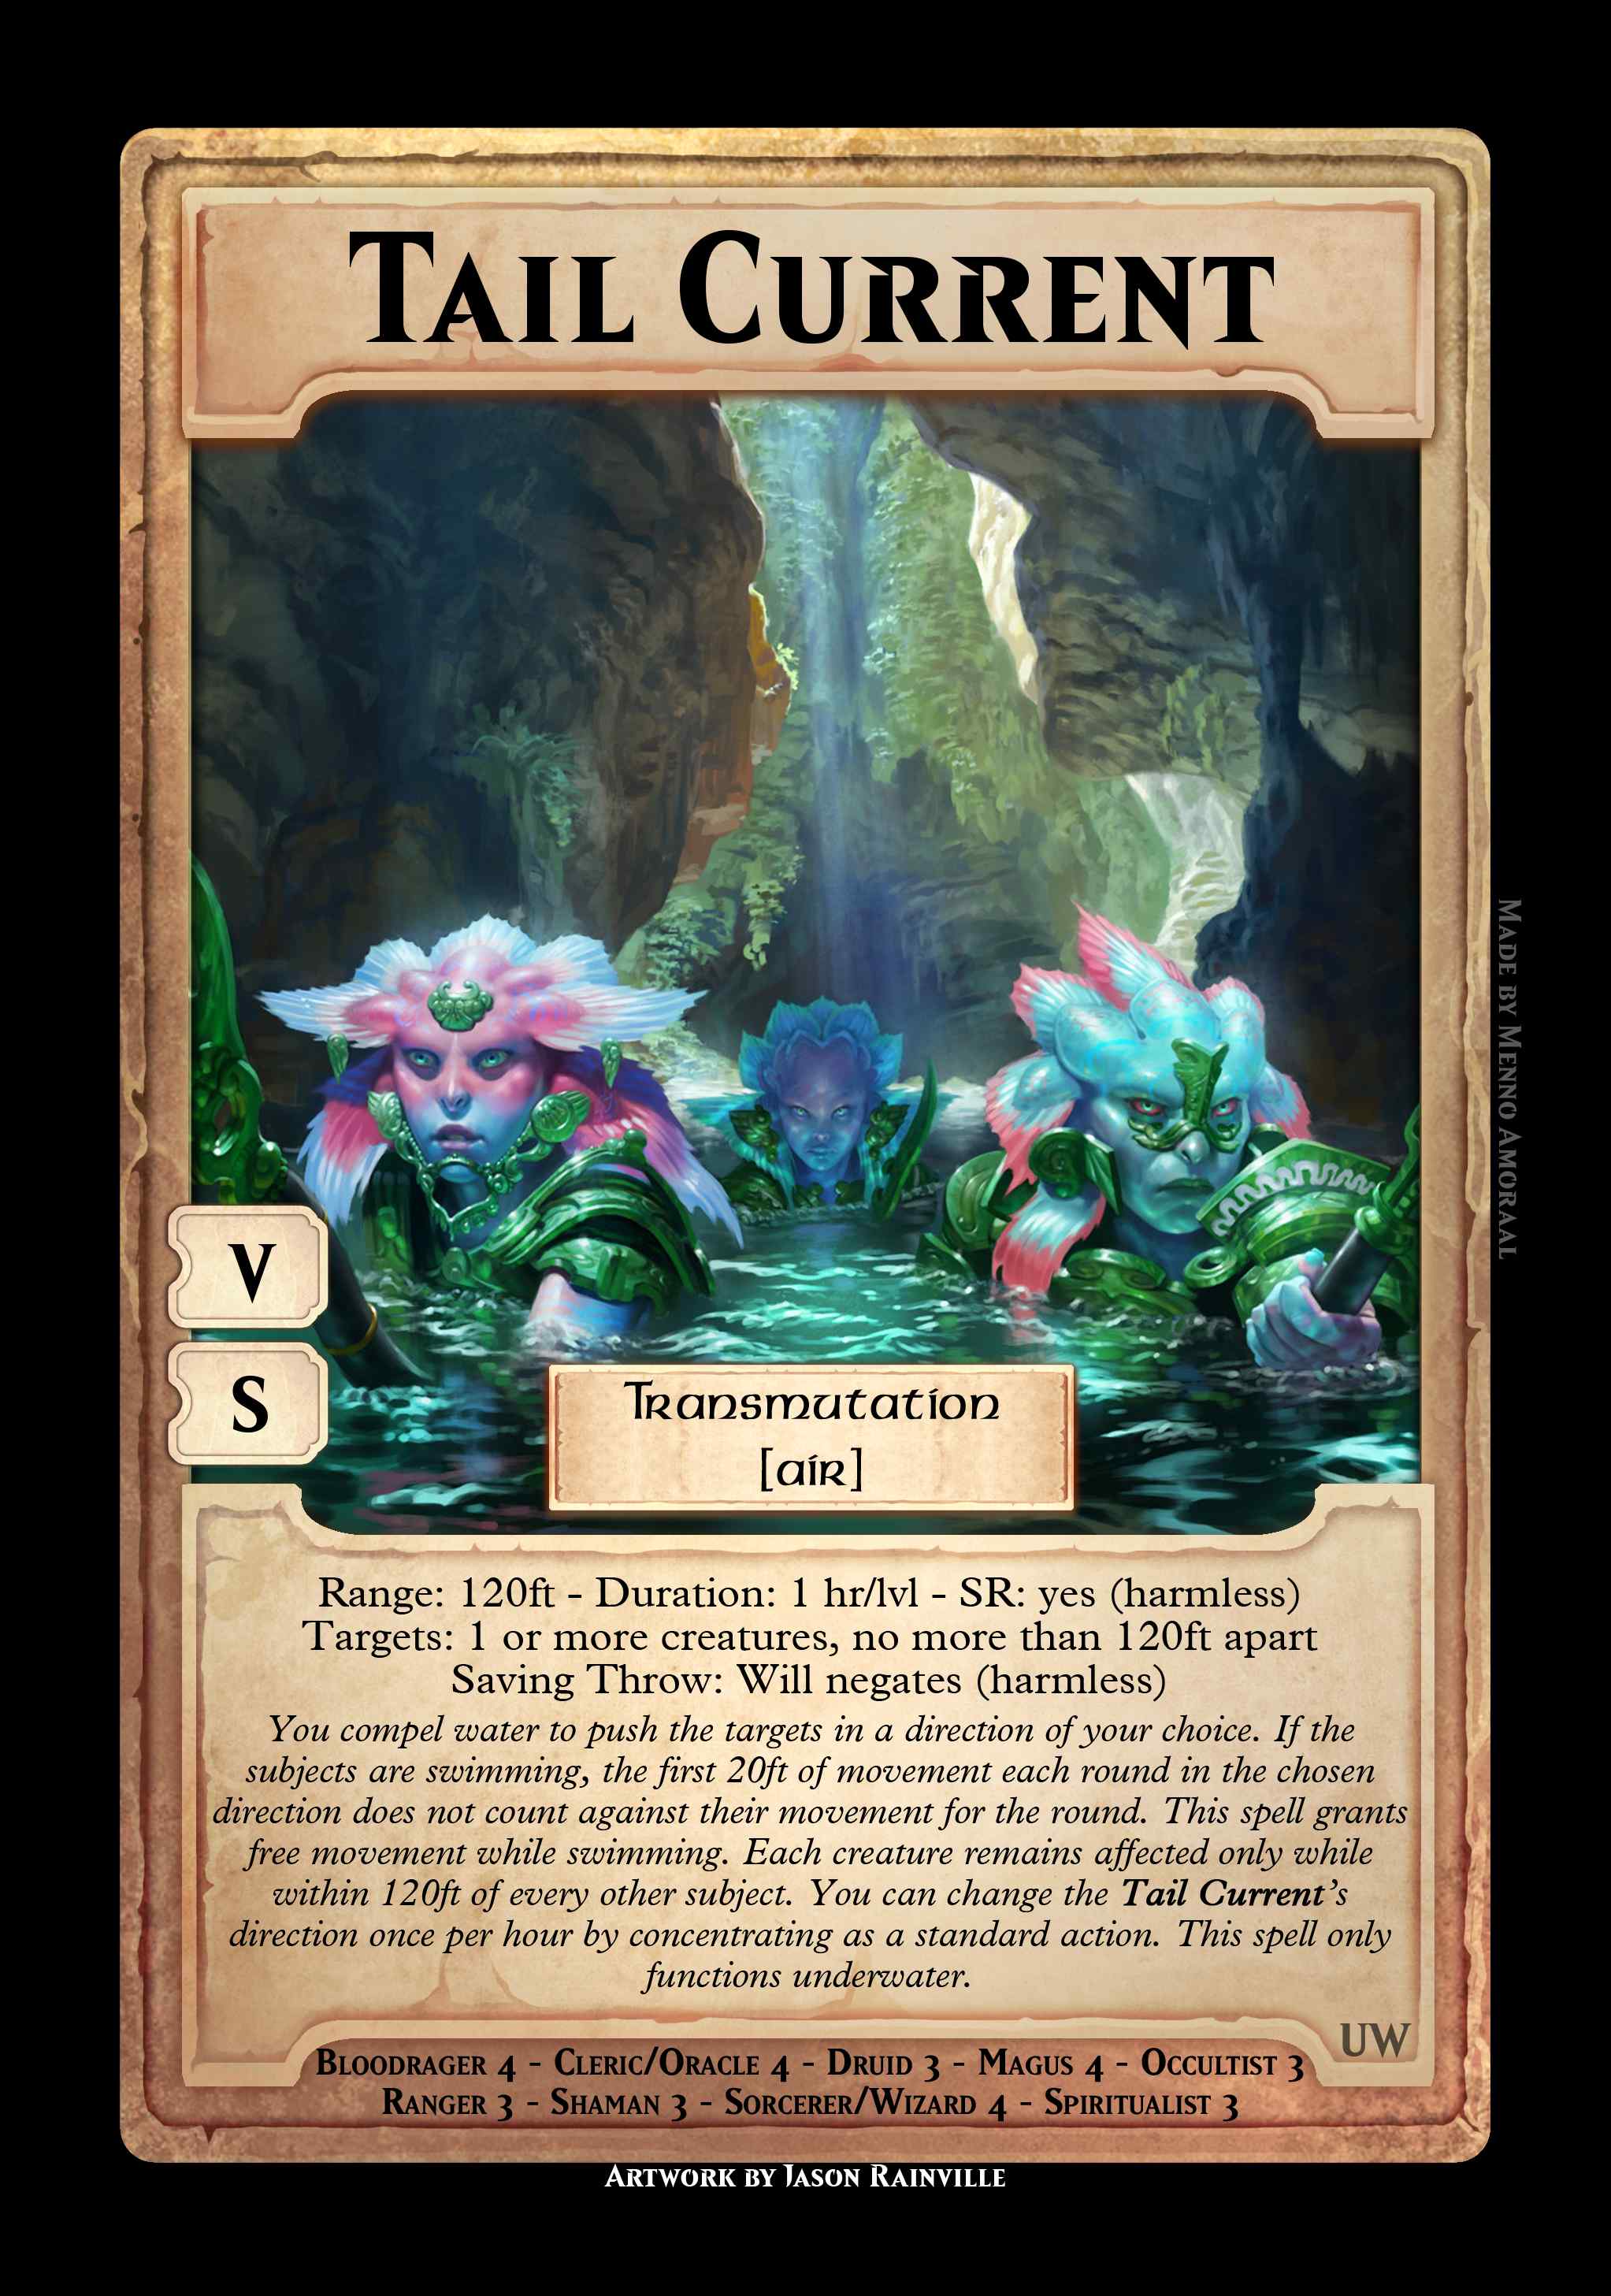 Tail Current
V
S
Transmutation
[air]
Range: 120ft - Duration: 1 hr/lvl - SR: yes (harmless)
Targets: 1 or more creatures, no more than 120ft apart
Saving Throw: Will negates (harmless)
You compel water to push the targets in a direction of your choice. If the
subjects are swimming, the first 20ft of movement each round in the chosen
direction does not count against their movement for the round. This spell grants
free movement while swimming. Each creature remains affected only while
within 120ft of every other subject. You can change the Tail Current's
direction once per hour by concentrating as a standard action. This spell only
functions underwater.
UW
Bloodrager 4 - Cleric/Oracle 4 - Druid 3 - Magus 4 - Occultist 3
Ranger 3 - Shaman 3 - Sorcerer/Wizard 4 - Spiritualist 3
Artwork by Jason Rainville
Made by Menno Amoraal